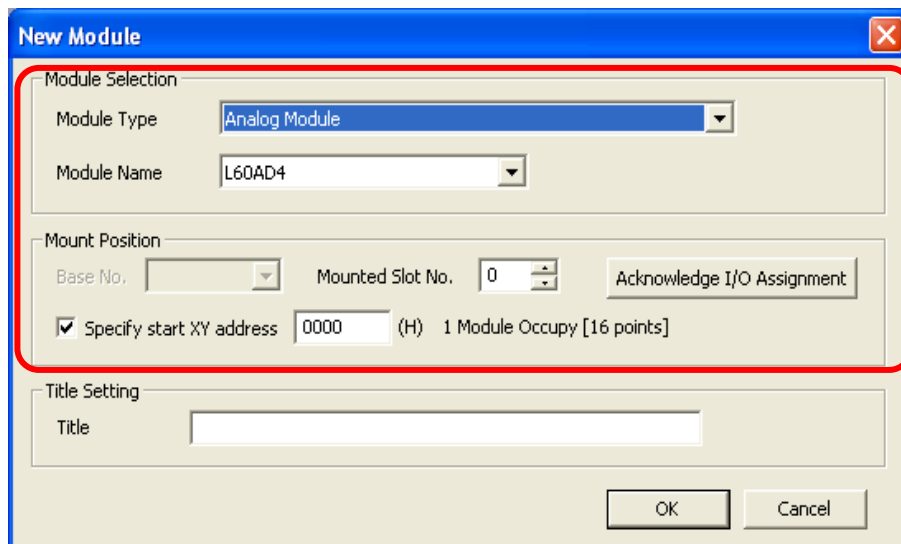 New Module
Module Selection
Module Type Analog Module
Module Name L60AD4
Mount Position
Base No. Mounted Slot No. 0 Acknowledge I/O Assignment
Specify start XY address 0000 (H) 1 Module Occupy [16 points]
Title Setting
Title
OK Cancel